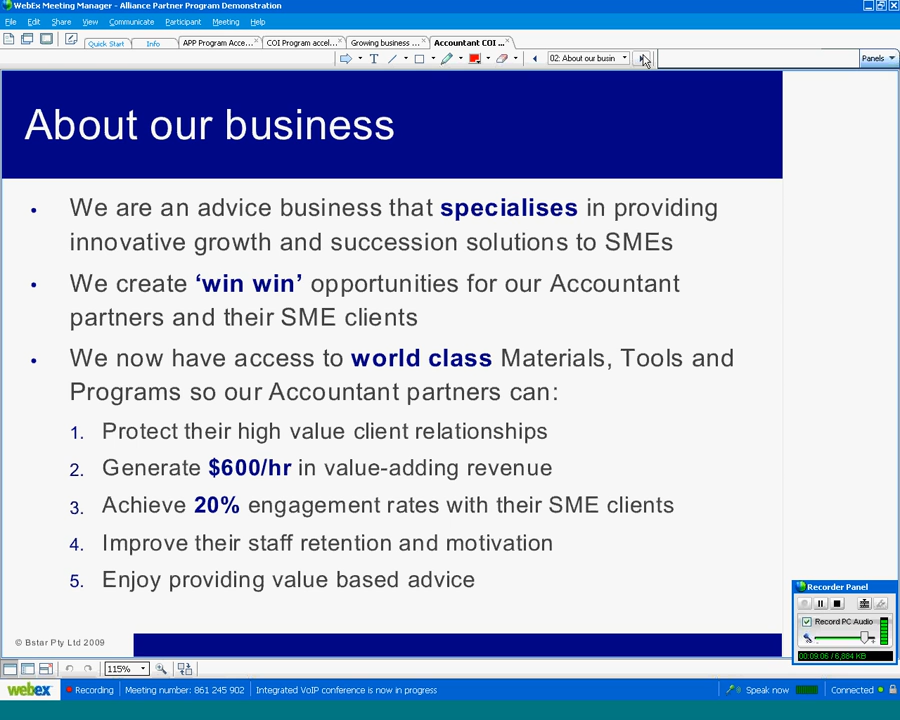 WebEx Meeting Manager - Alliance Partner Program Demonstration
File Edit Share View Communicate Participant Meeting Help
Quick Start Info APP Program Acce... COI Program accel... Growing business ... Accountant COI ...
T 02: About our busin Panels
About our business
• We are an advice business that specialises in providing
innovative growth and succession solutions to SMEs
• We create ‘win win’ opportunities for our Accountant
partners and their SME clients
• We now have access to world class Materials, Tools and
Programs so our Accountant partners can:
1. Protect their high value client relationships
2. Generate $600/hr in value-adding revenue
3. Achieve 20% engagement rates with their SME clients
4. Improve their staff retention and motivation
5. Enjoy providing value based advice
Recorder Panel
Record PC Audio
00:09:06 / 6,884 KB
© Bstar Pty Ltd 2009
115%
webex Recording Meeting number: 861 245 902 Integrated VoIP conference is now in progress Speak now Connected